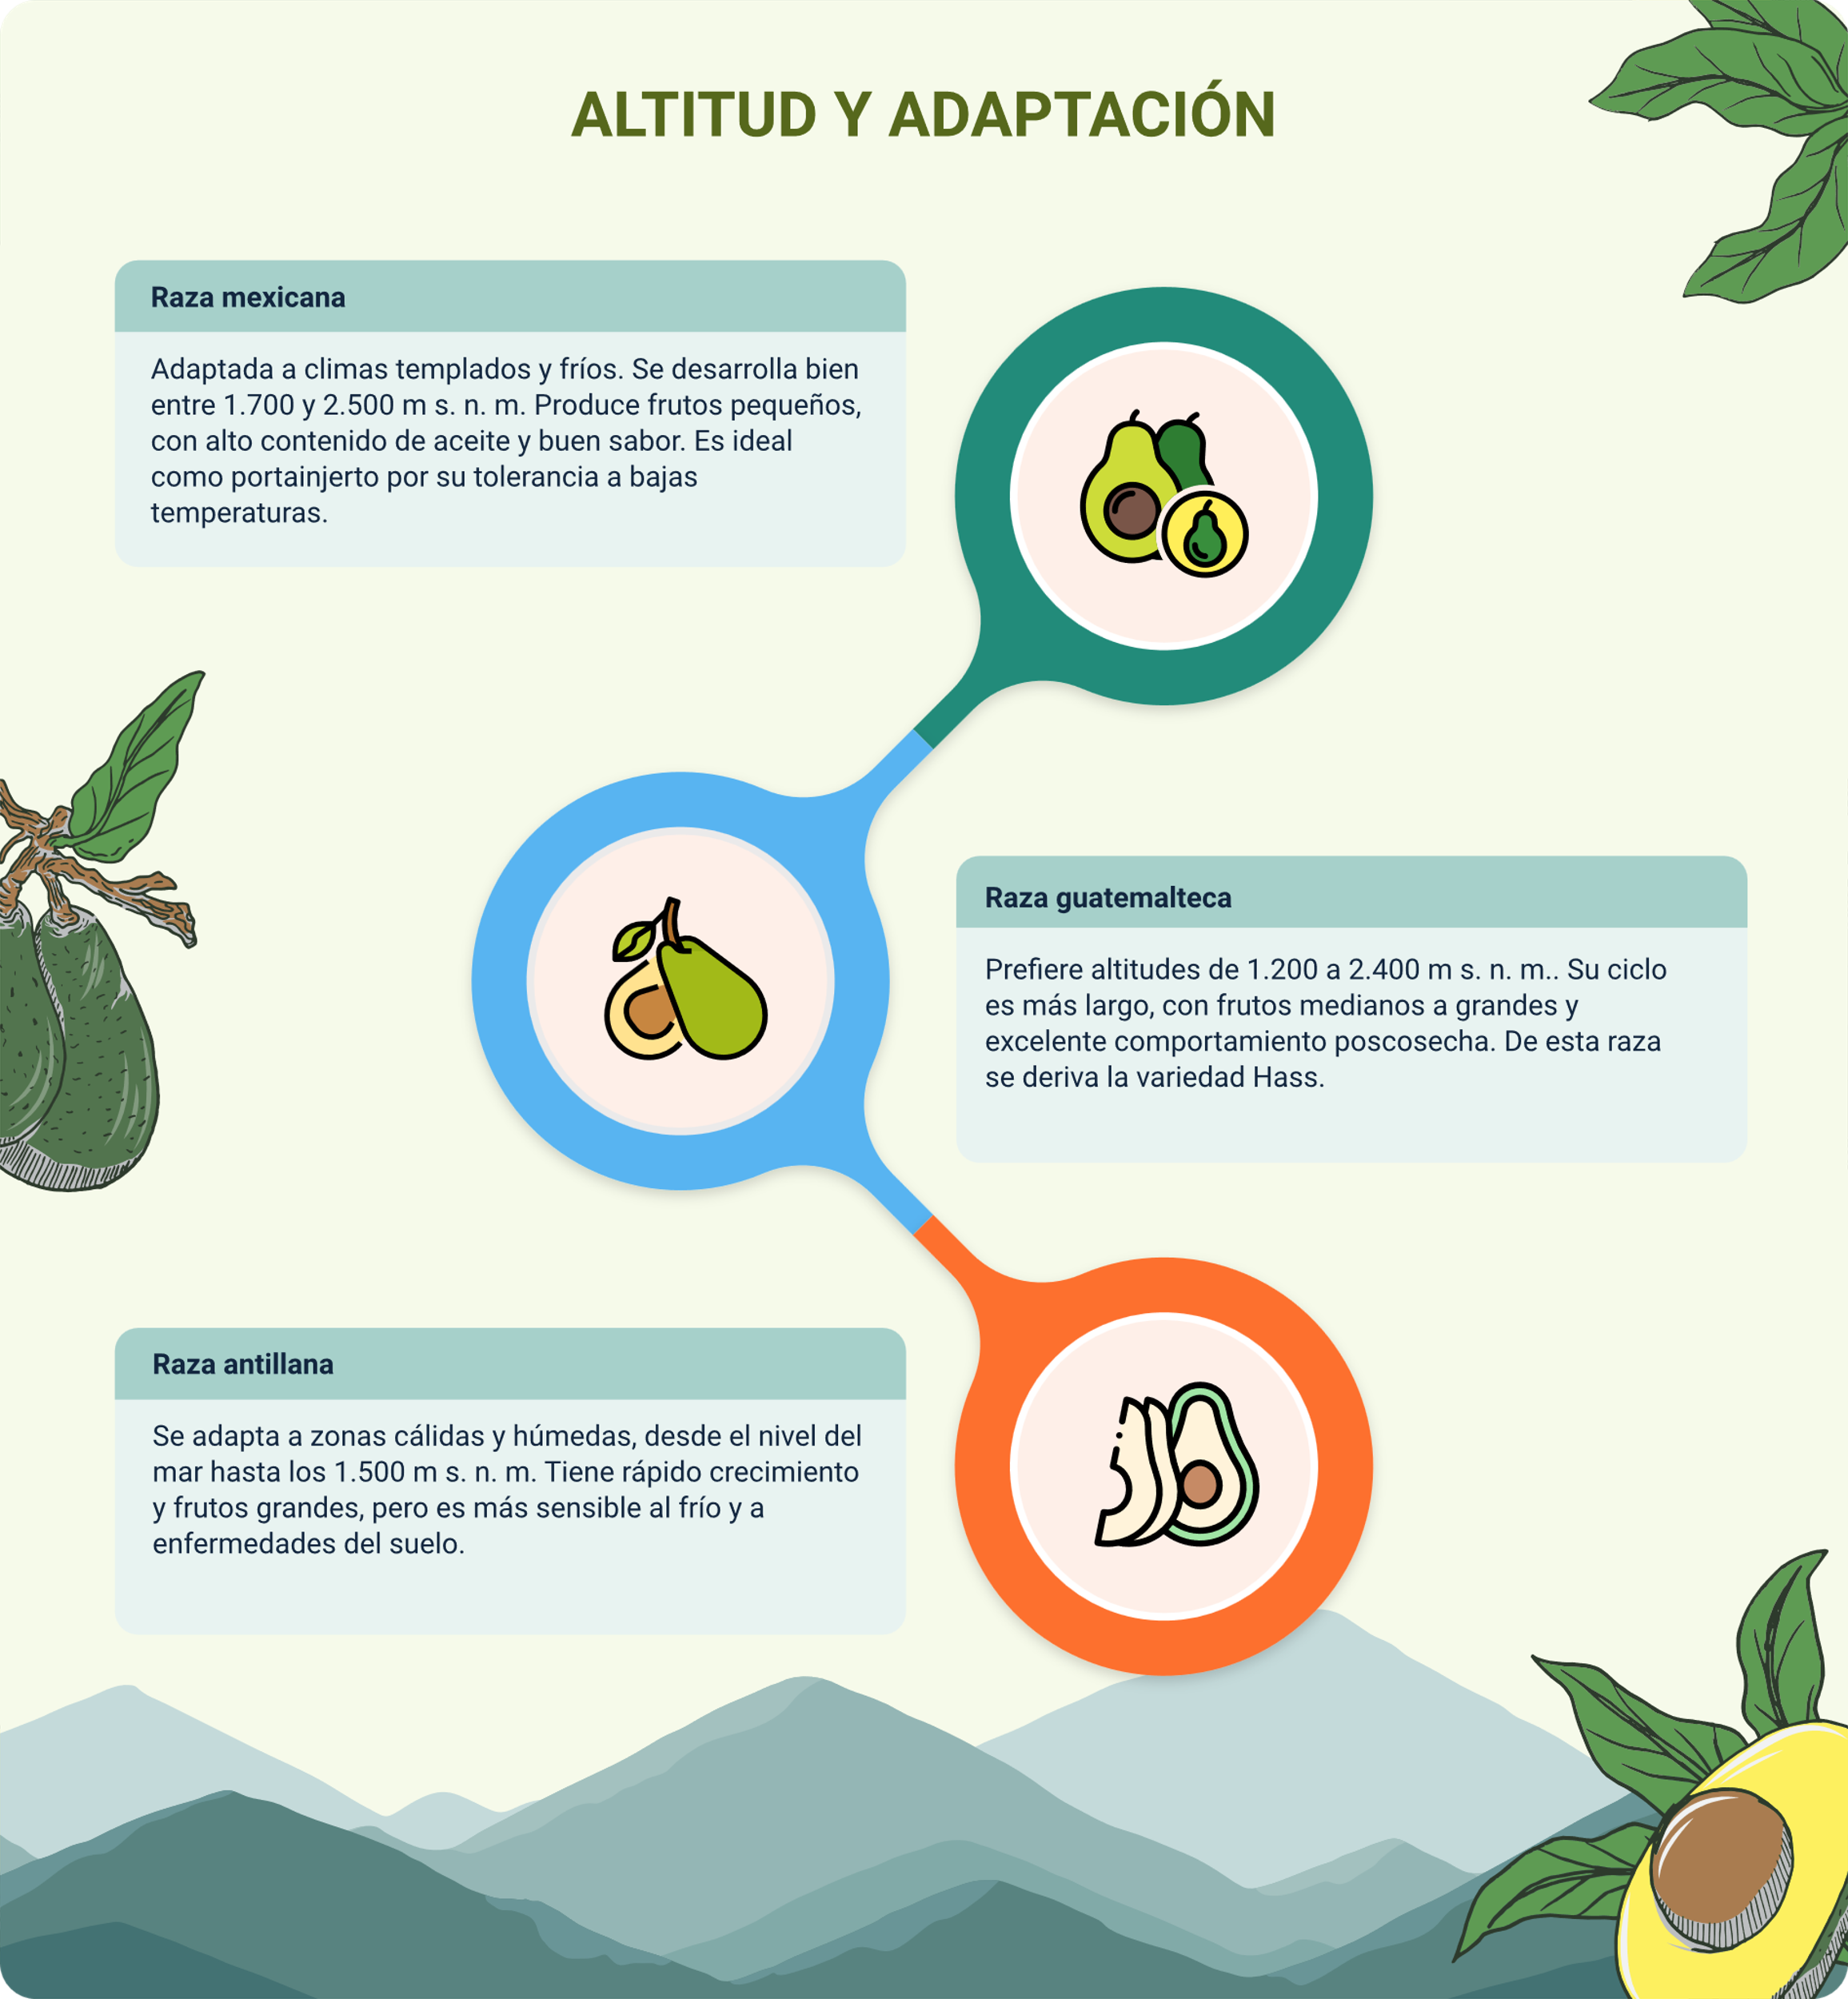 ALTITUD Y ADAPTACIÓN
Raza mexicana
Adaptada a climas templados y fríos. Se desarrolla bien
entre 1.700 y 2.500 m s. n. m. Produce frutos pequeños,
con alto contenido de aceite y buen sabor. Es ideal
como portainjerto por su tolerancia a bajas
temperaturas.
Raza guatemalteca
Prefiere altitudes de 1.200 a 2.400 m s. n. m.. Su ciclo
es más largo, con frutos medianos a grandes y
excelente comportamiento poscosecha. De esta raza
se deriva la variedad Hass.
Raza antillana
Se adapta a zonas cálidas y húmedas, desde el nivel del
mar hasta los 1.500 m s. n. m. Tiene rápido crecimiento
y frutos grandes, pero es más sensible al frío y a
enfermedades del suelo.